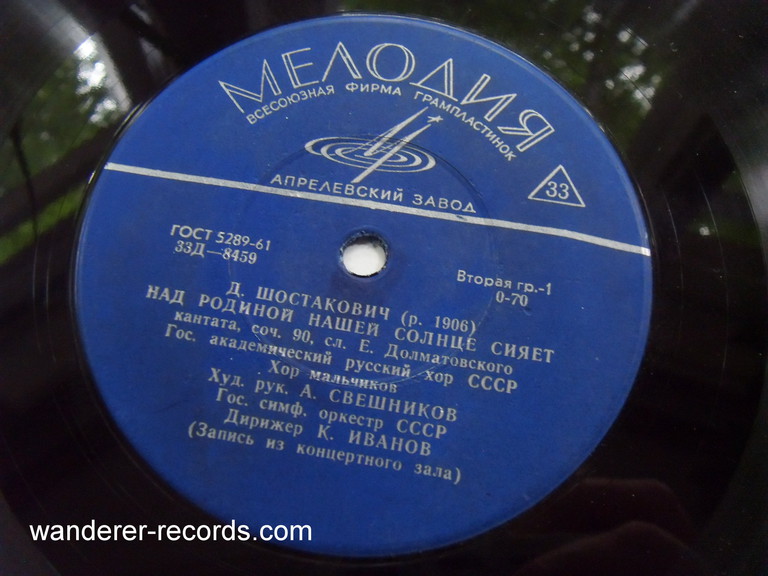 МЕЛОДИЯ
ВСЕСОЮЗНАЯ ФИРМА ГРАМПЛАСТИНОК
АПРЕЛЕВСКИЙ ЗАВОД
33
ГОСТ 5289-61
33Д—8459
Вторая гр.-1
0-70
Д. ШОСТАКОВИЧ (р. 1906)
НАД РОДИНОЙ НАШЕЙ СОЛНЦЕ СИЯЕТ
кантата, соч. 90, сл. Е. Долматовского
Гос. академический русский хор СССР
Хор мальчиков
Худ. рук. А. СВЕШНИКОВ
Гос. симф. оркестр СССР
Дирижер К. ИВАНОВ
(Запись из концертного зала)
wanderer-records.com